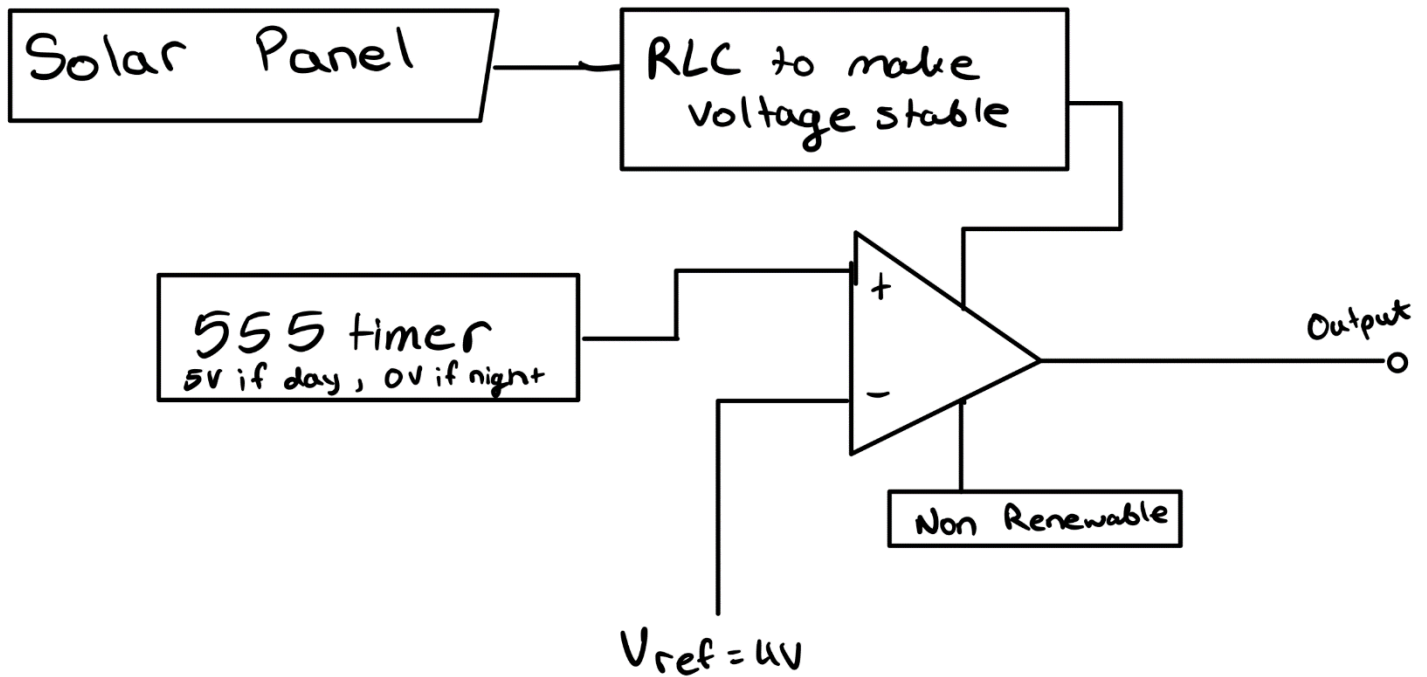 Solar Panel
RLC to make
voltage stable
555 timer
5V if day, 0V if night
+
-
Output
Non Renewable
Vref = 4V